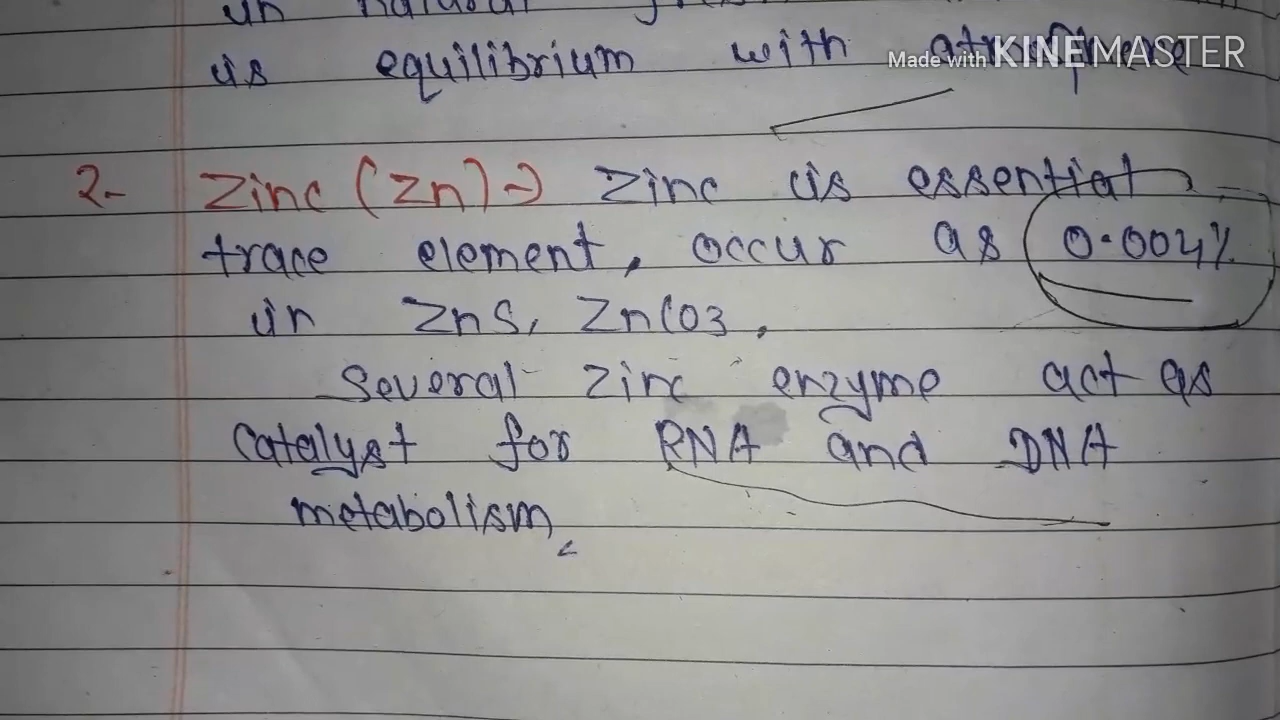 is equilibrium with atmosphere
Made with KINEMASTER
2- Zinc (Zn) -> Zinc is essential
trace element, occur as 0.004%
in ZnS, ZnCO3,
Several Zinc enzyme act as
catalyst for RNA and DNA
metabolism,